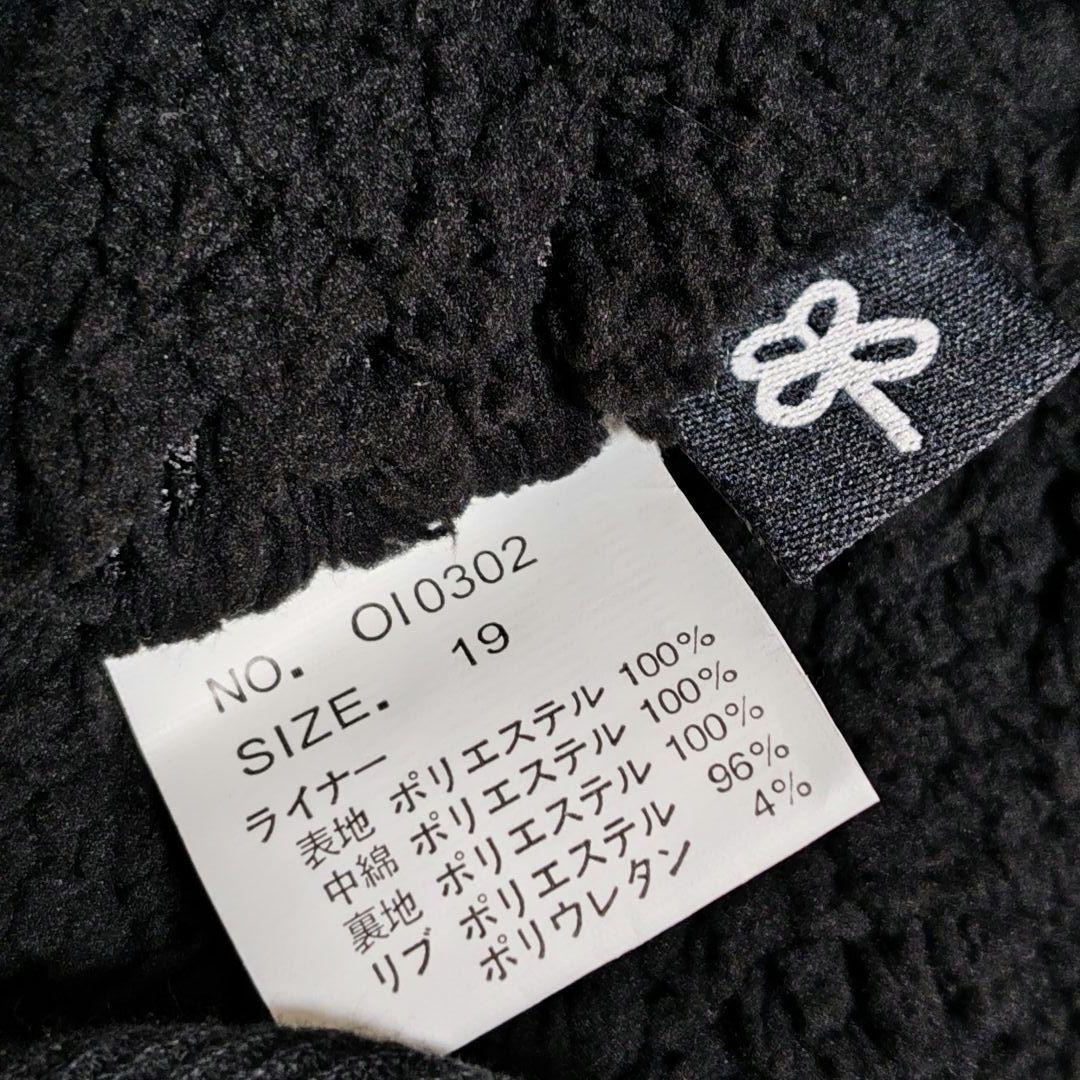 NO. OI0302
SIZE. 19
ライナー
表地 ポリエステル 100%
中綿 ポリエステル 100%
裏地 ポリエステル 100%
リブ ポリエステル 96%
ポリウレタン 4%